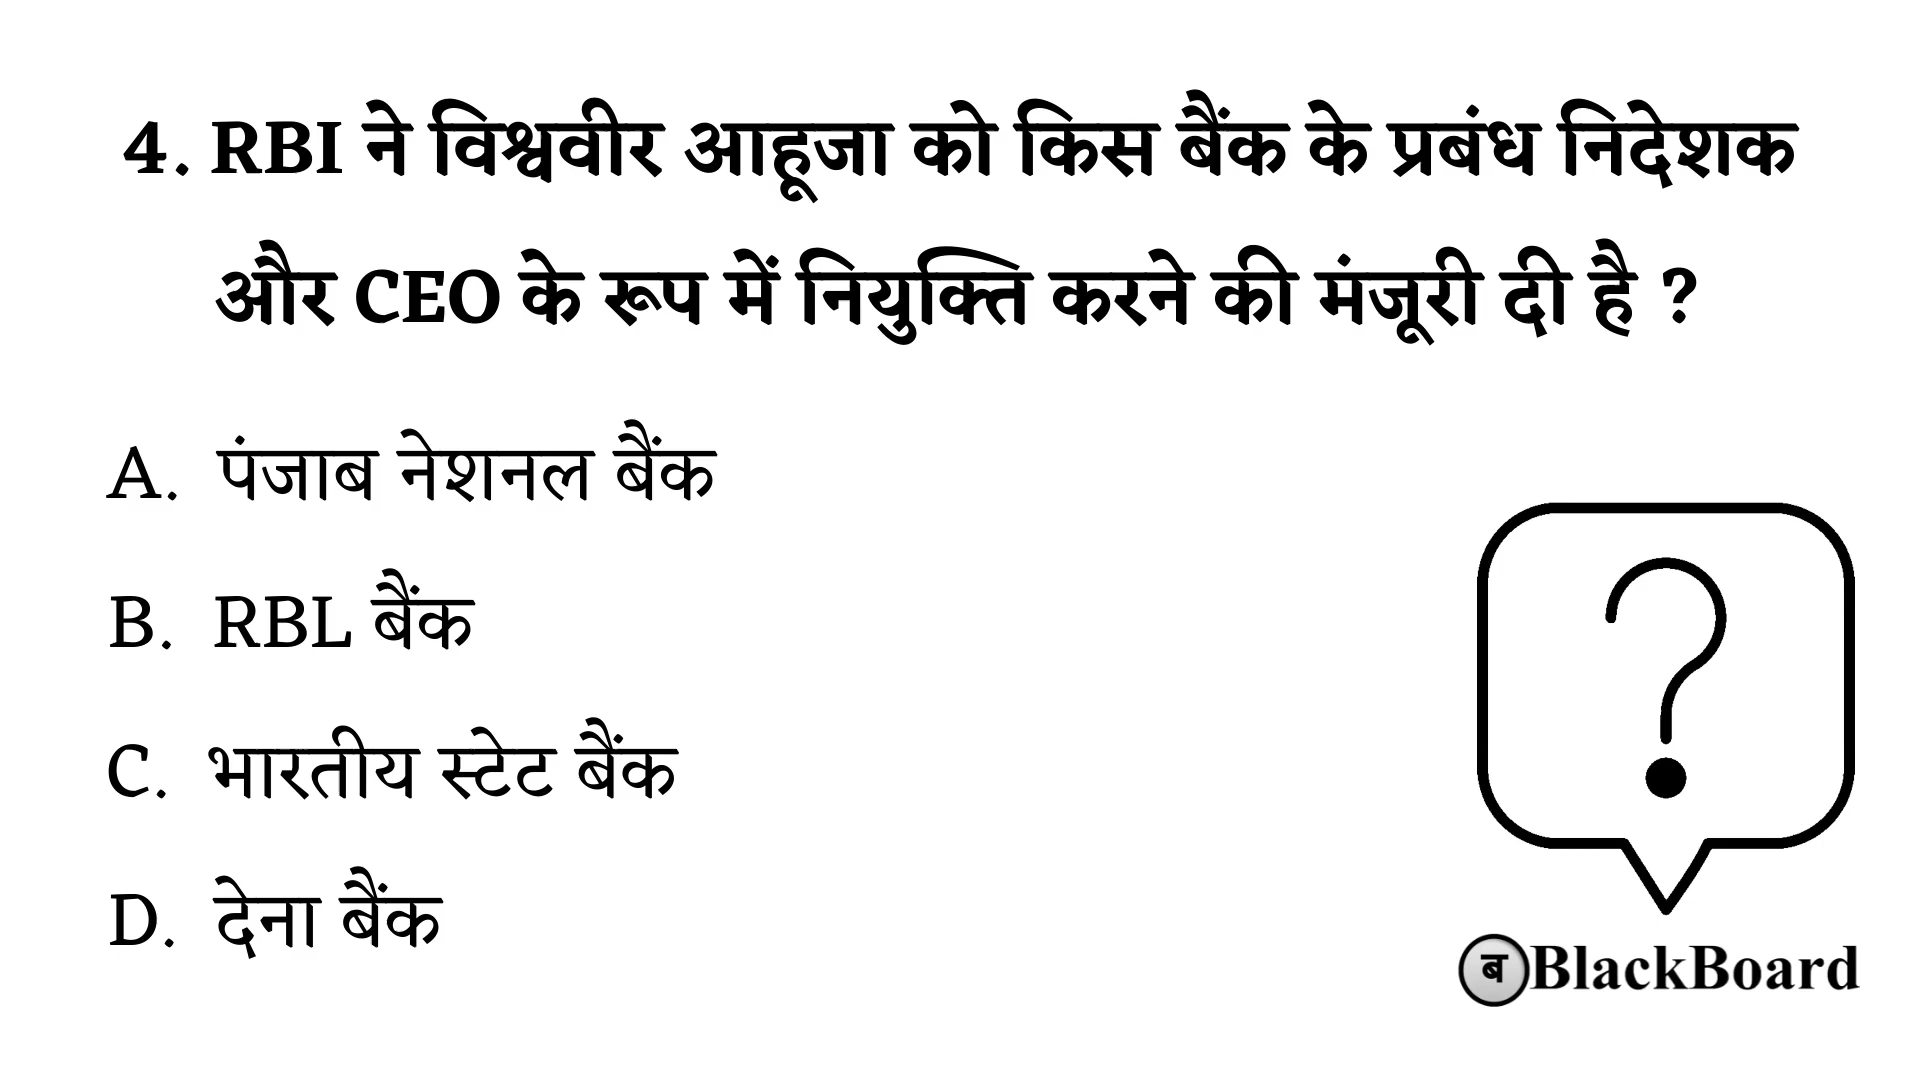 4. RBI ने विश्ववीर आहूजा को किस बैंक के प्रबंध निदेशक
और CEO के रूप में नियुक्ति करने की मंजूरी दी है ?
A. पंजाब नेशनल बैंक
B. RBL बैंक
C. भारतीय स्टेट बैंक
D. देना बैंक
?
ब BlackBoard